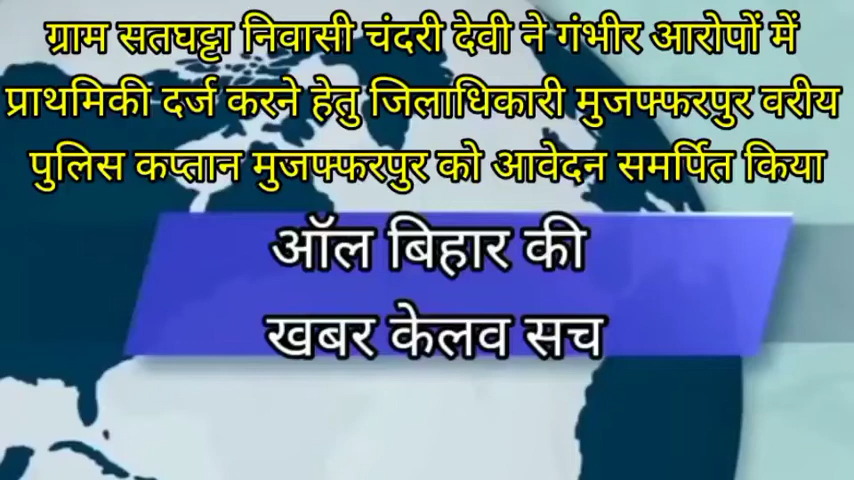 ग्राम सतघट्टा निवासी चंदरी देवी ने गंभीर आरोपों में
प्राथमिकी दर्ज करने हेतु जिलाधिकारी मुजफ्फरपुर वरीय
पुलिस कप्तान मुजफ्फरपुर को आवेदन समर्पित किया
ऑल बिहार की
खबर केलव सच